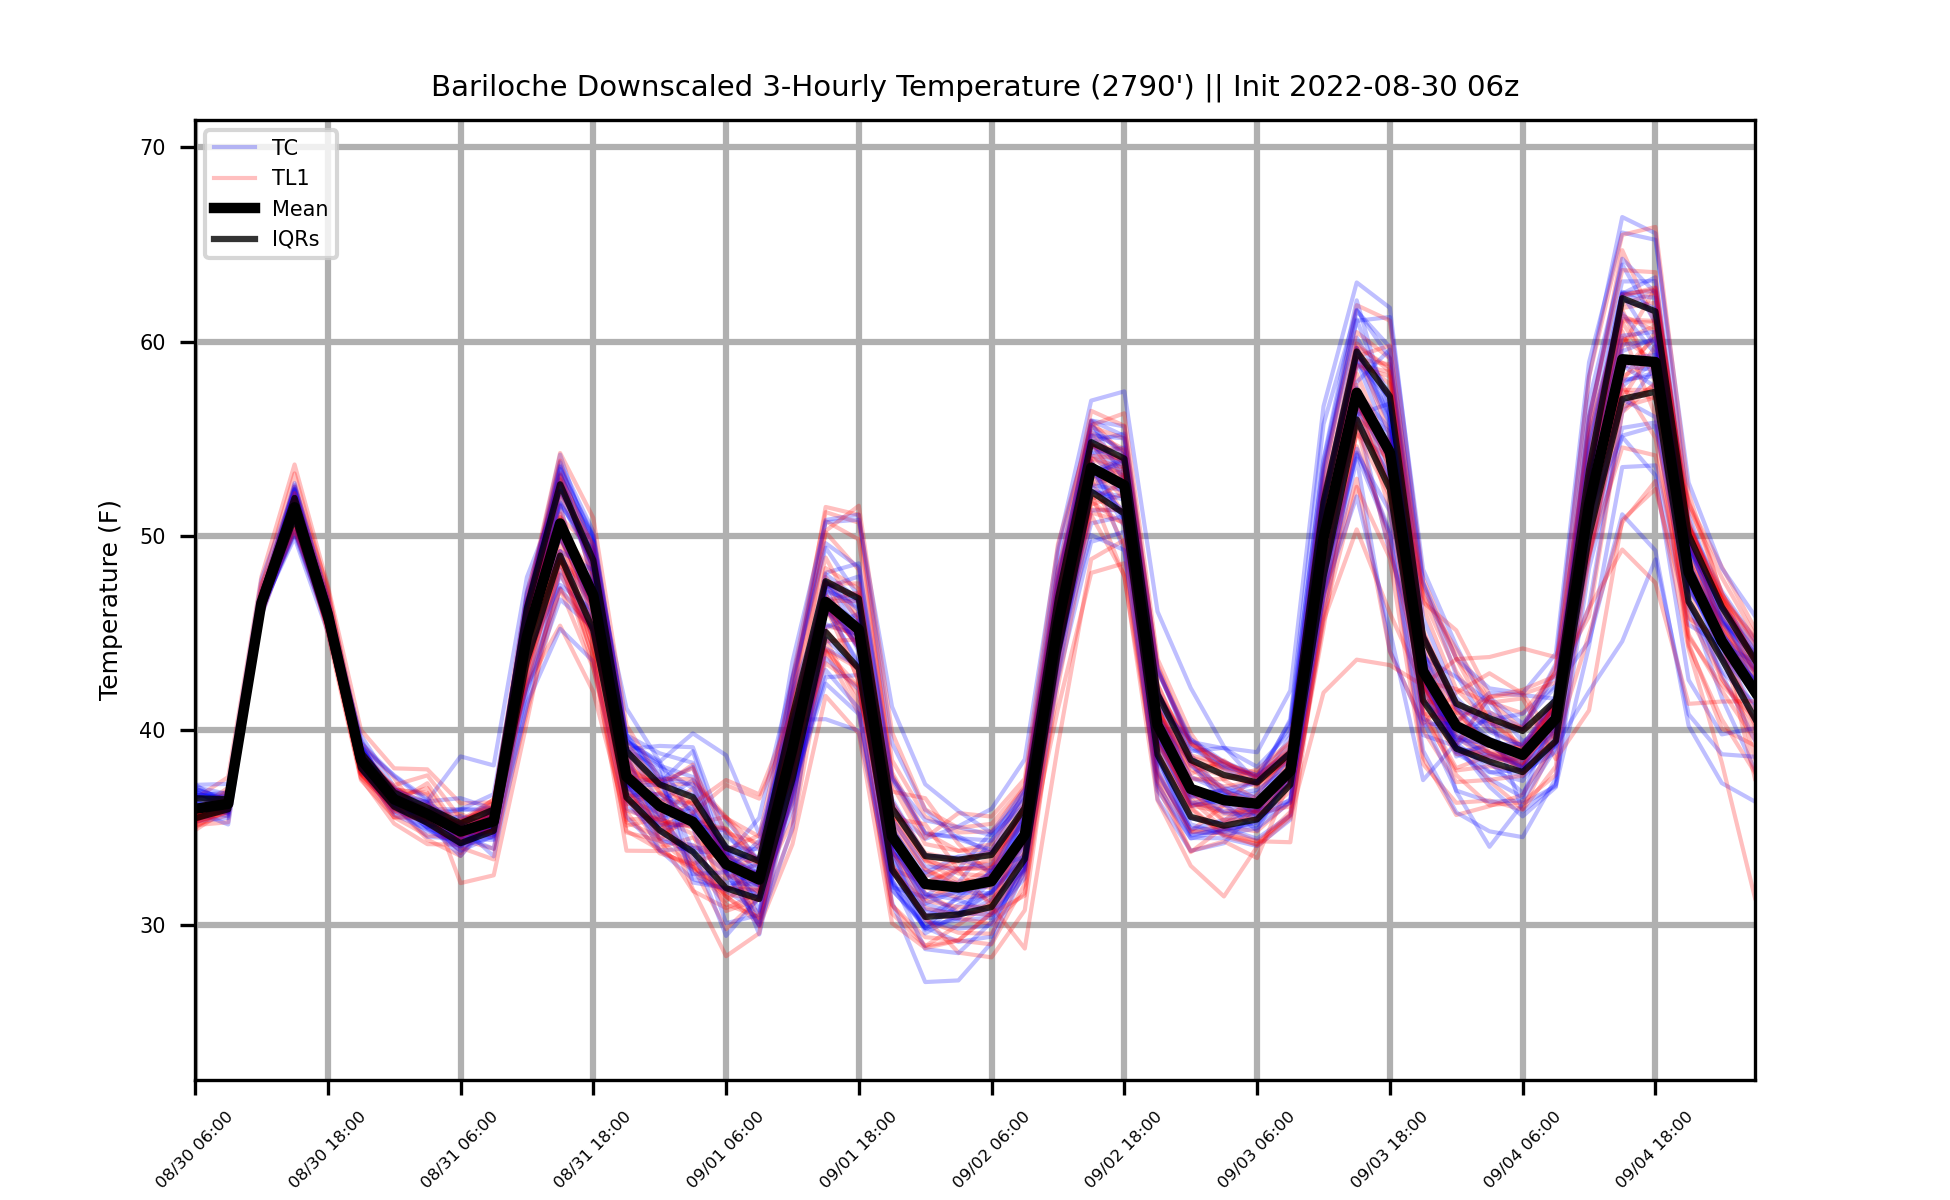 Bariloche Downscaled 3-Hourly Temperature (2790') || Init 2022-08-30 06z
TC
TL1
Mean
IQRs
Temperature (F)
70
60
50
40
30
08/30 06:00
08/30 18:00
08/31 06:00
08/31 18:00
09/01 06:00
09/01 18:00
09/02 06:00
09/02 18:00
09/03 06:00
09/03 18:00
09/04 06:00
09/04 18:00